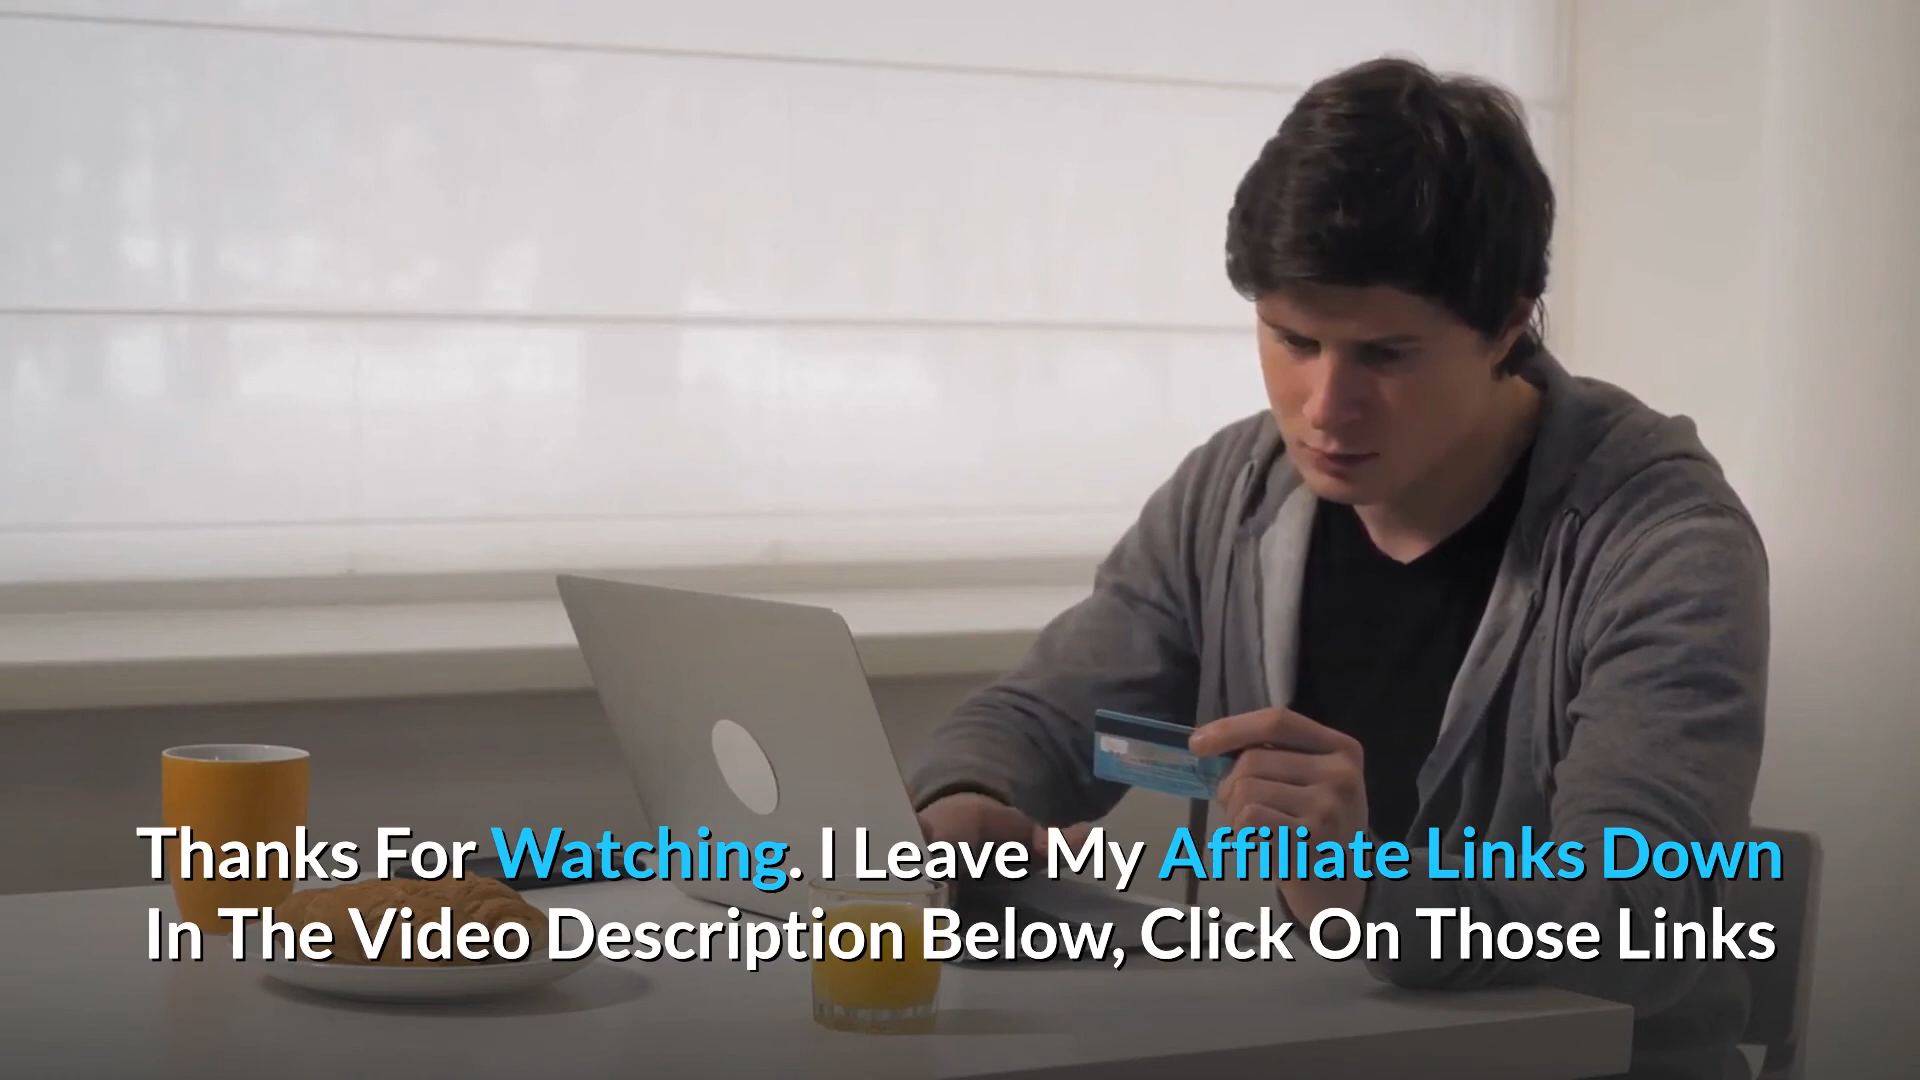 Thanks For Watching. I Leave My Affiliate Links Down
In The Video Description Below, Click On Those Links